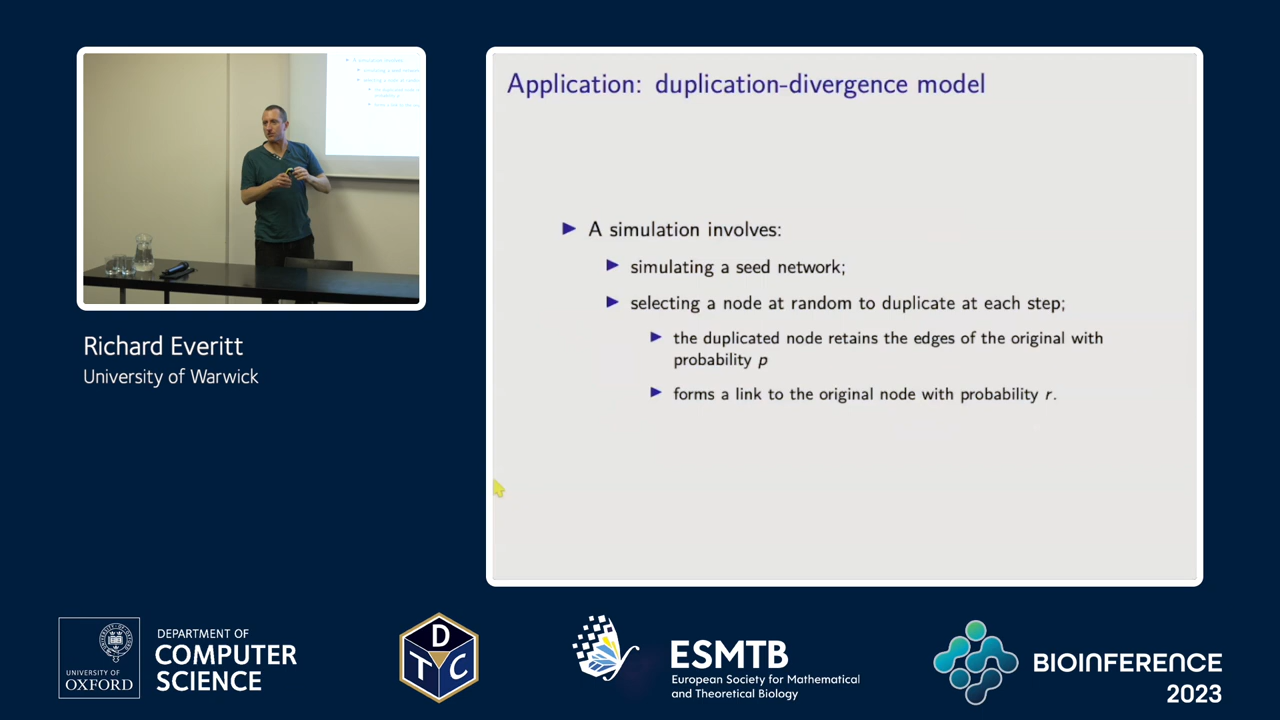 Application: duplication-divergence model
A simulation involves:
simulating a seed network;
selecting a node at random to duplicate at each step;
the duplicated node retains the edges of the original with
probability p
forms a link to the original node with probability r.
Richard Everitt
University of Warwick
UNIVERSITY OF
OXFORD
DEPARTMENT OF
COMPUTER
SCIENCE
D
T C
ESMTB
European Society for Mathematical
and Theoretical Biology
BIOINFERENCE
2023